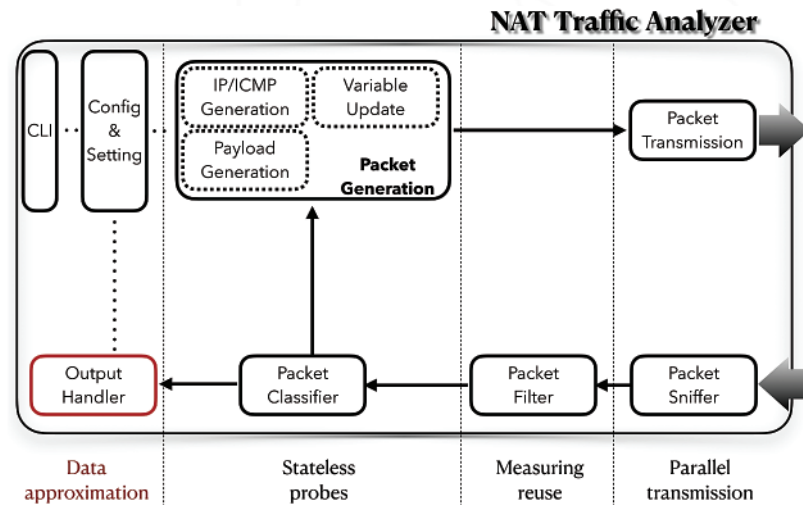 NAT Traffic Analyzer
CLI
Config
&
Setting
IP/ICMP
Generation
Variable
Update
Payload
Generation
Packet
Generation
Packet
Transmission
Output
Handler
Packet
Classifier
Packet
Filter
Packet
Sniffer
Data
approximation
Stateless
probes
Measuring
reuse
Parallel
transmission